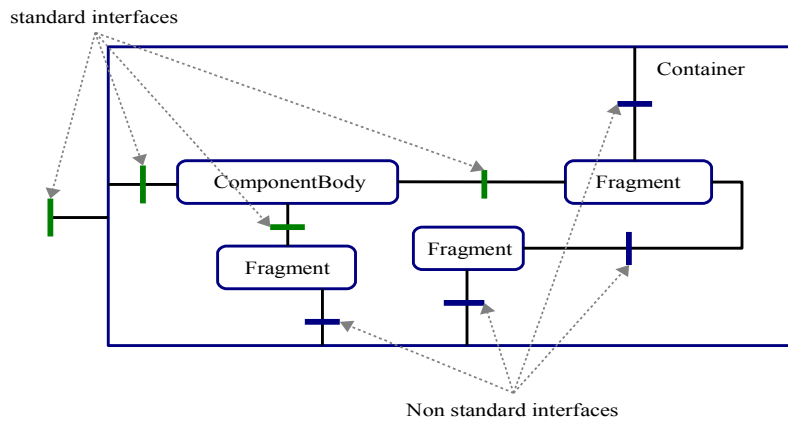 standard interfaces
Container
ComponentBody
Fragment
Fragment
Fragment
Non standard interfaces